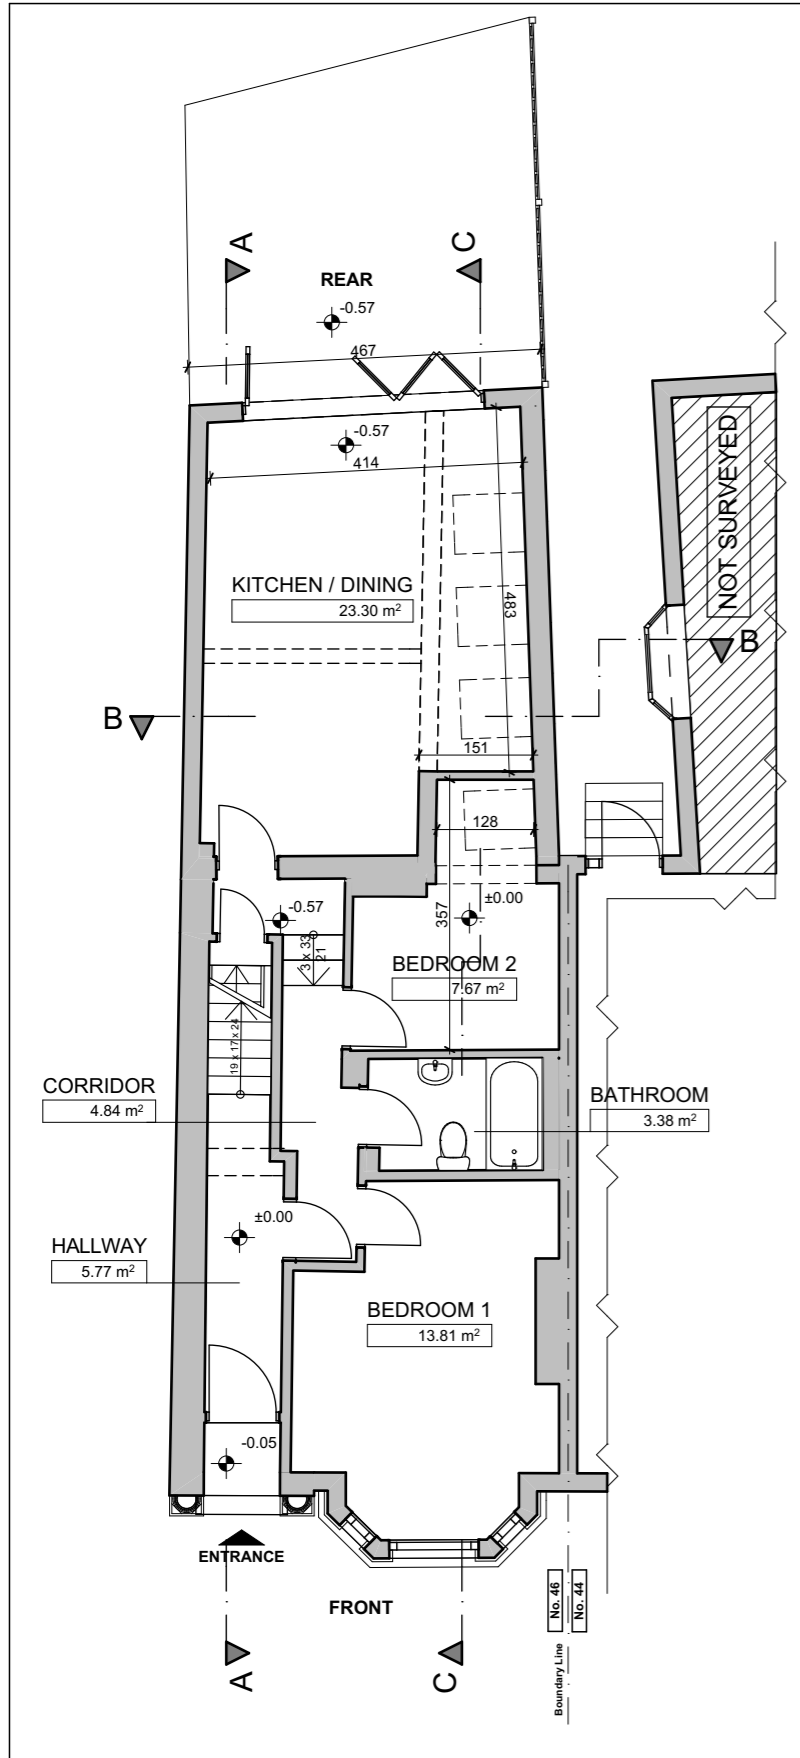 A
C
REAR
-0.57
467
-0.57
414
NOT SURVEYED
KITCHEN / DINING
23.30 m²
483
B
B
151
128
-0.57
±0.00
357
3 x 33
21
BEDROOM 2
7.67 m²
19 x 17 x 24
CORRIDOR
4.84 m²
BATHROOM
3.38 m²
±0.00
HALLWAY
5.77 m²
BEDROOM 1
13.81 m²
-0.05
ENTRANCE
FRONT
No. 46
No. 44
Boundary Line
A
C